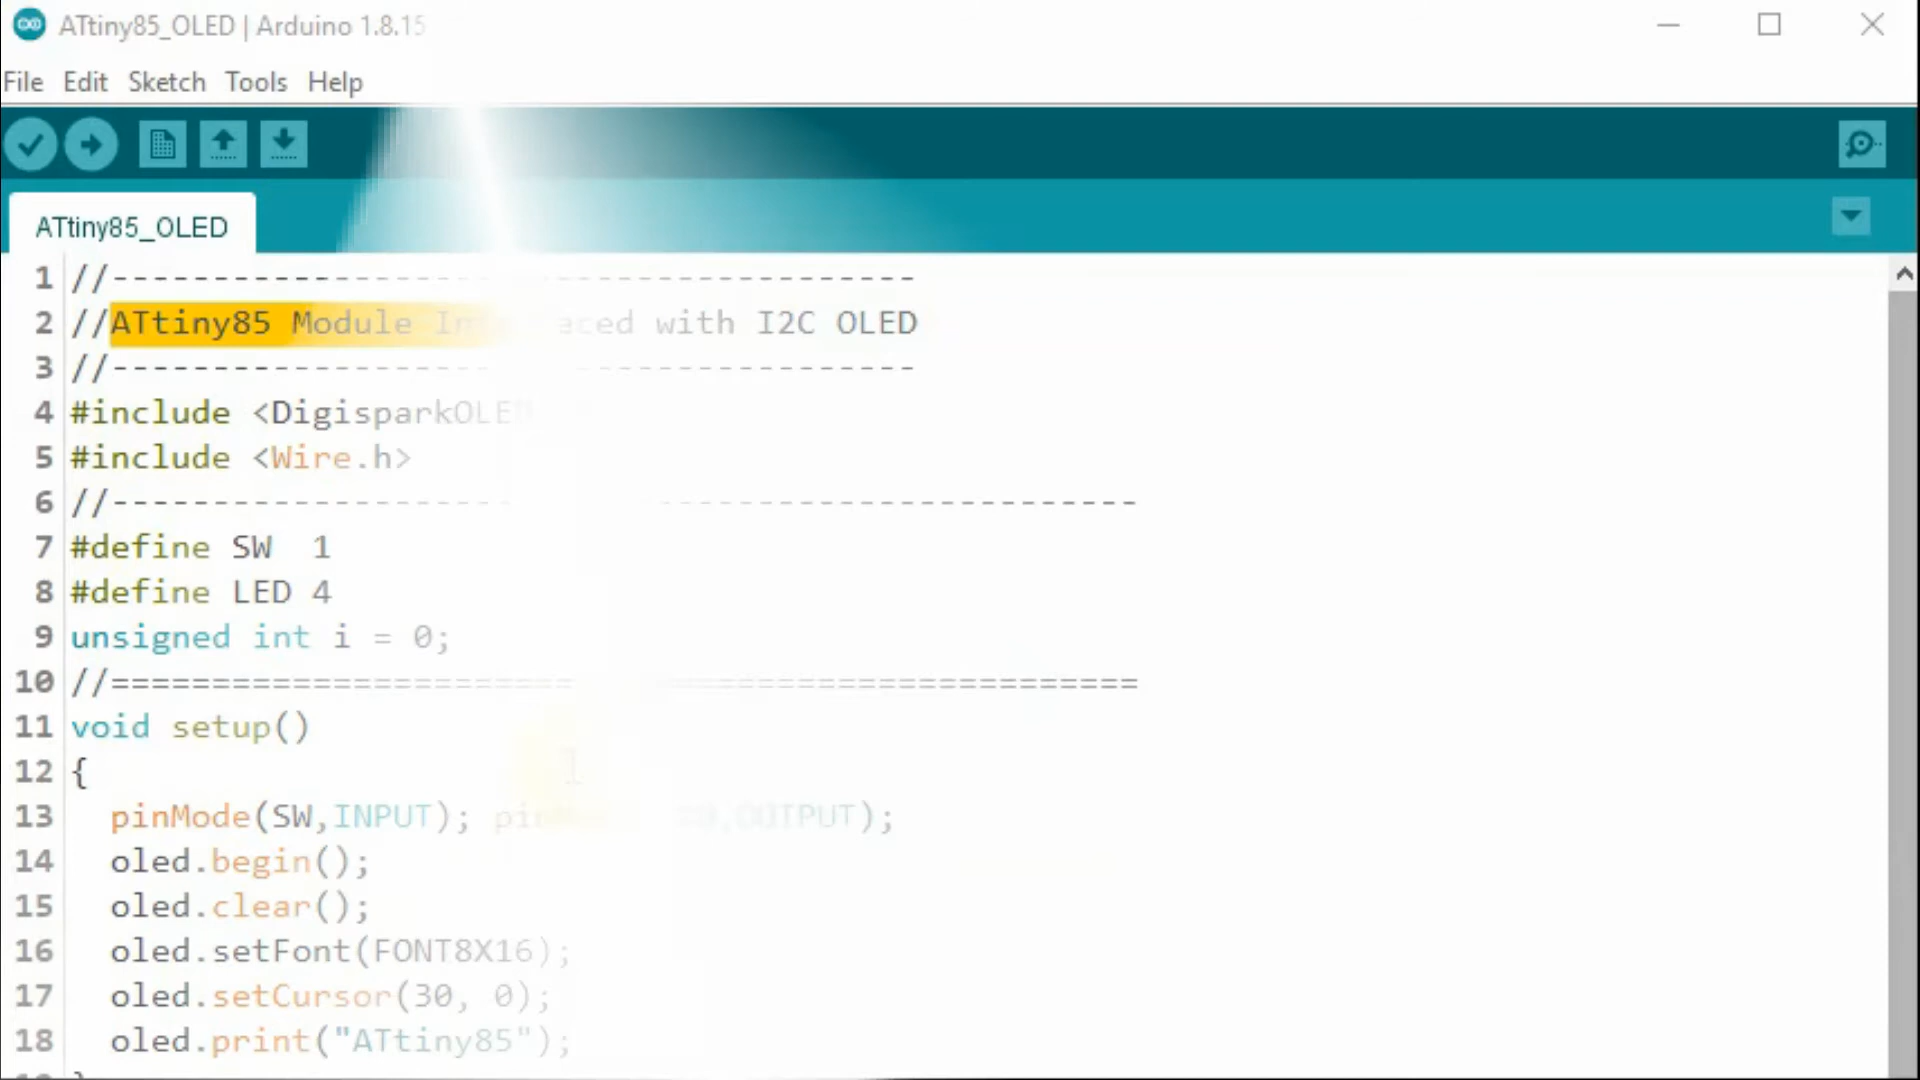 ATtiny85_OLED | Arduino 1.8.15
File Edit Sketch Tools Help
ATtiny85_OLED
1 //----------------------------------------
2 //ATtiny85 Module with I2C OLED
3 //----------------------------------------
4 #include <DigisparkOLED
5 #include <Wire.h>
6 //---------------------------------------------------
7 #define SW  1
8 #define LED 4
9 unsigned int i = 0;
10 //===================================================
11 void setup()
12 {
13 pinMode(SW,INPUT); OUTPUT);
14 oled.begin();
15 oled.clear();
16 oled.setFont(FONT8X16);
17 oled.setCursor(30, 0);
18 oled.print("ATtiny85");